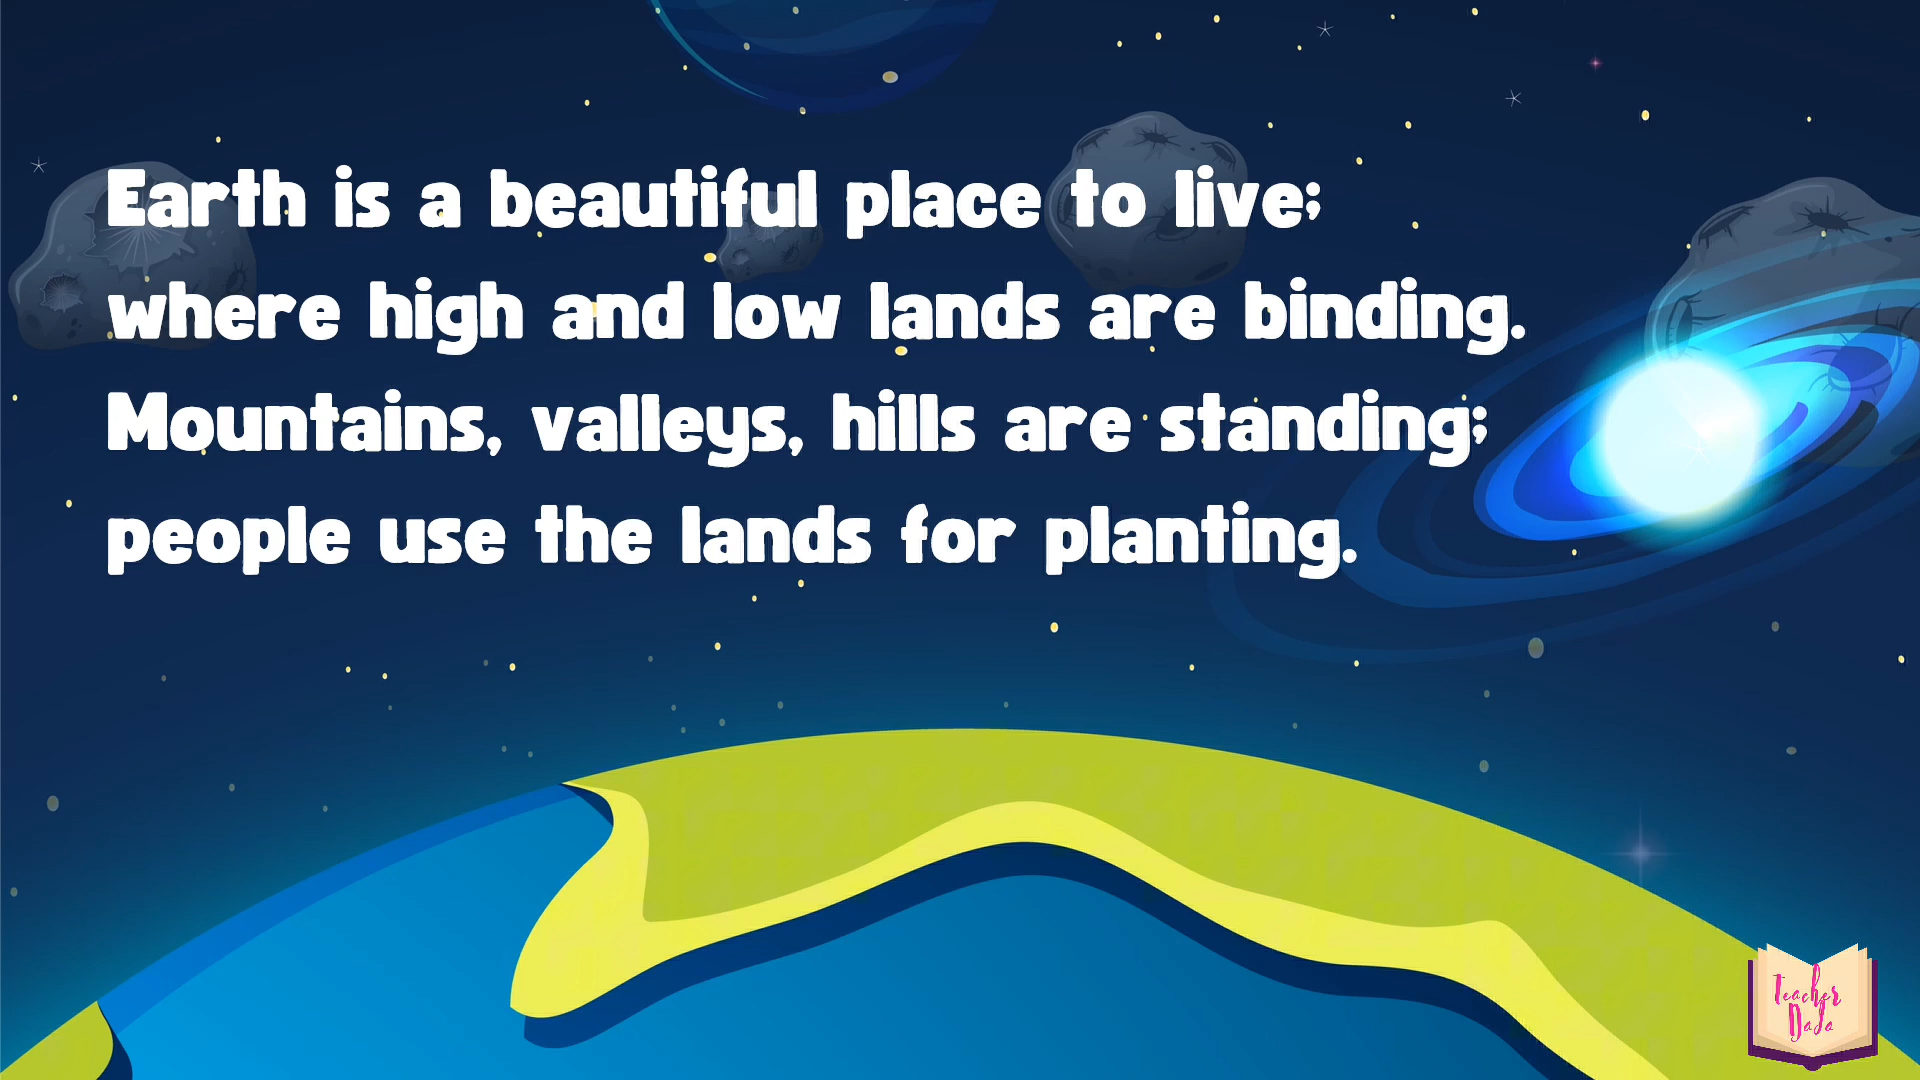 Earth is a beautiful place to live;
where high and low lands are binding.
Mountains, valleys, hills are standing;
people use the lands for planting.
Teacher
DaJa